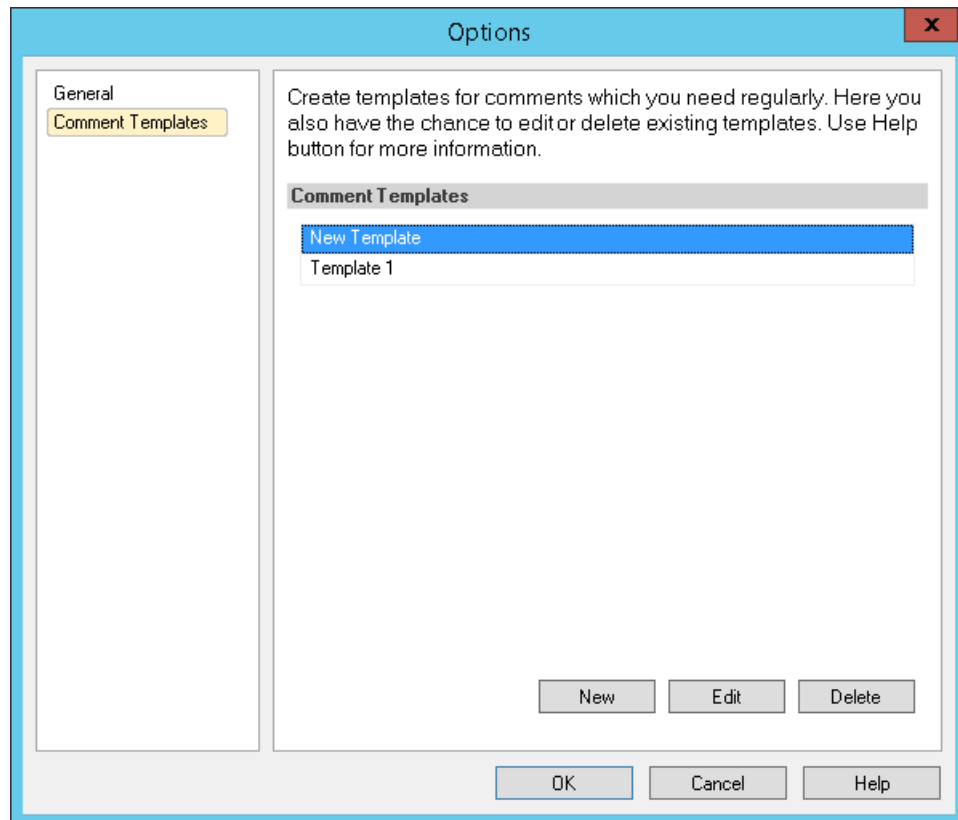 Options
x
General
Comment Templates
Create templates for comments which you need regularly. Here you
also have the chance to edit or delete existing templates. Use Help
button for more information.
Comment Templates
New Template
Template 1
New Edit Delete
OK Cancel Help